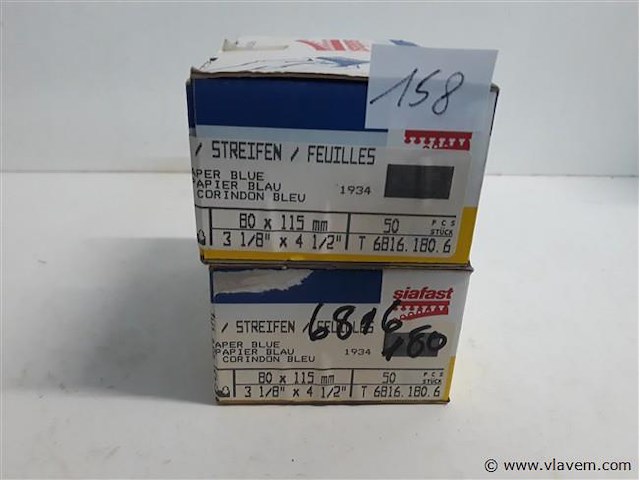 158
/ STREIFEN / FEUILLES
APER BLUE
PAPIER BLAU 1934
CORINDON BLEU
80 x 115 mm 50 PCS STÜCK
3 1/8" x 4 1/2" T 6816.180.6
siafast
6816
180
/ STREIFEN / FEUILLES
APER BLUE
PAPIER BLAU 1934
CORINDON BLEU
80 x 115 mm 50 PCS STÜCK
3 1/8" x 4 1/2" T 6816.180.6
© www.vlavem.com